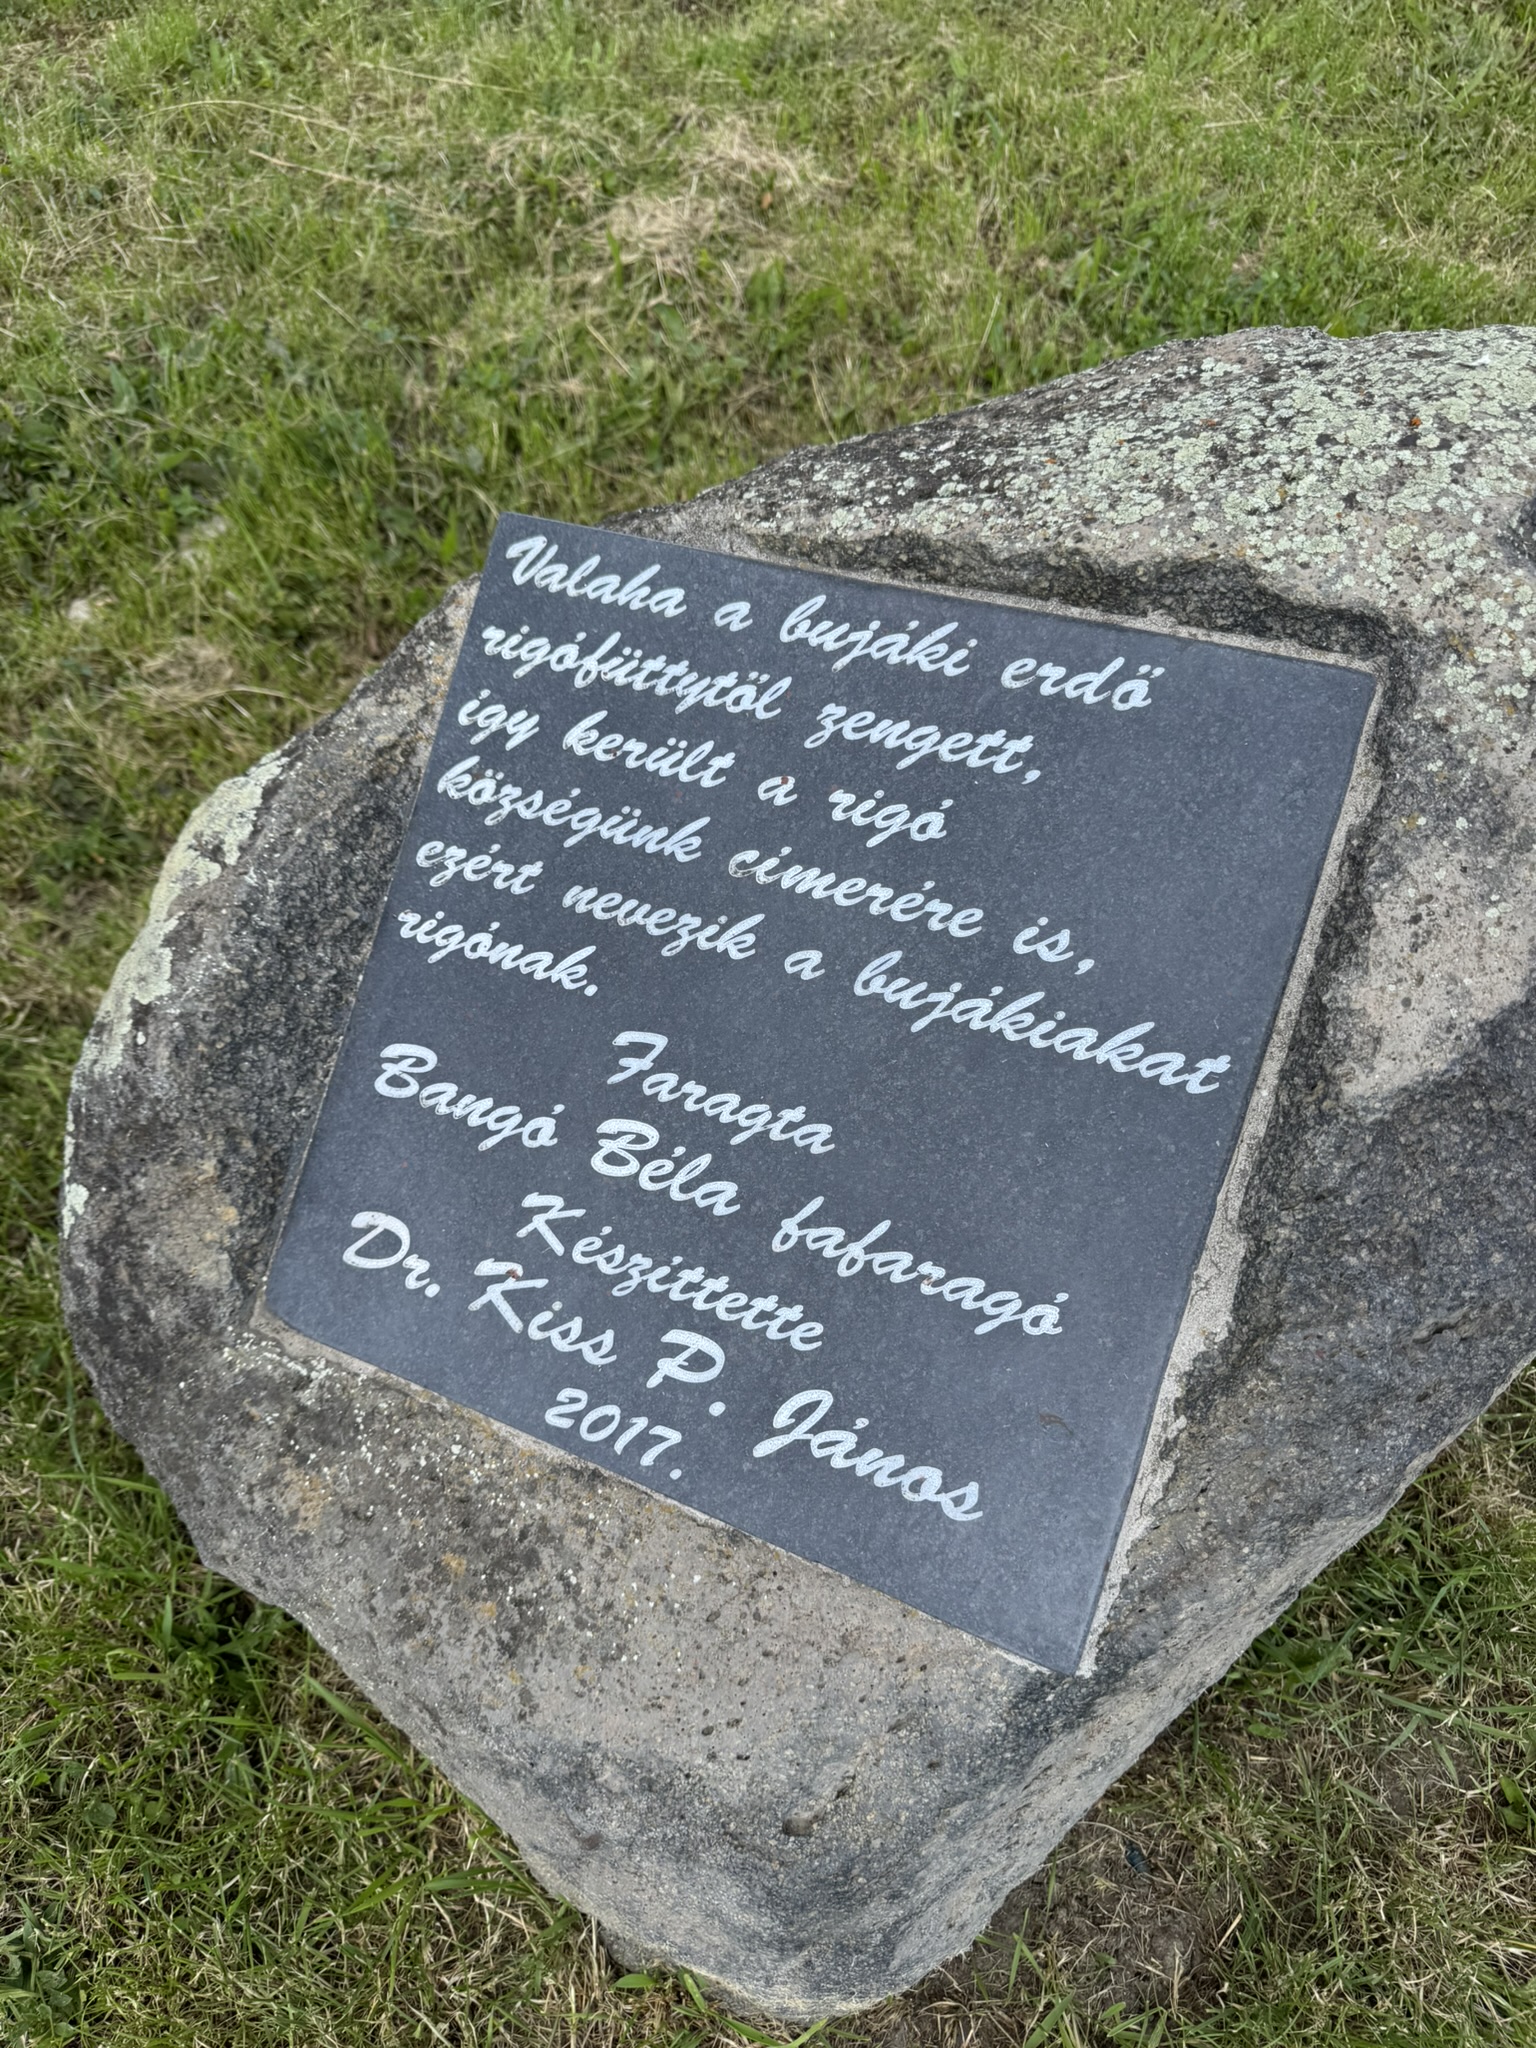 Valaha a bujáki erdő
rigófüttytől zengett,
így került a rigó
községünk címerére is,
ezért nevezik a bujákiakat
rigónak.
Faragta
Bangó Béla fafaragó
Készíttette
Dr. Kiss P. János
2017.